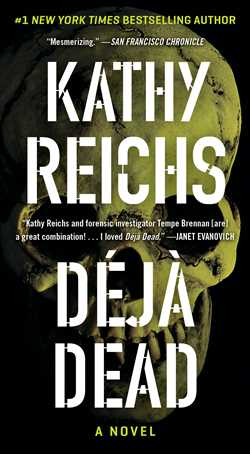 #1 NEW YORK TIMES BESTSELLING AUTHOR
“Mesmerizing.” —SAN FRANCISCO CHRONICLE
KATHY
REICHS
“Kathy Reichs and forensic investigator Tempe Brennan [are]
a great combination! . . . I loved Déjà Dead.” —JANET EVANOVICH
DÉJÀ
DEAD
A NOVEL